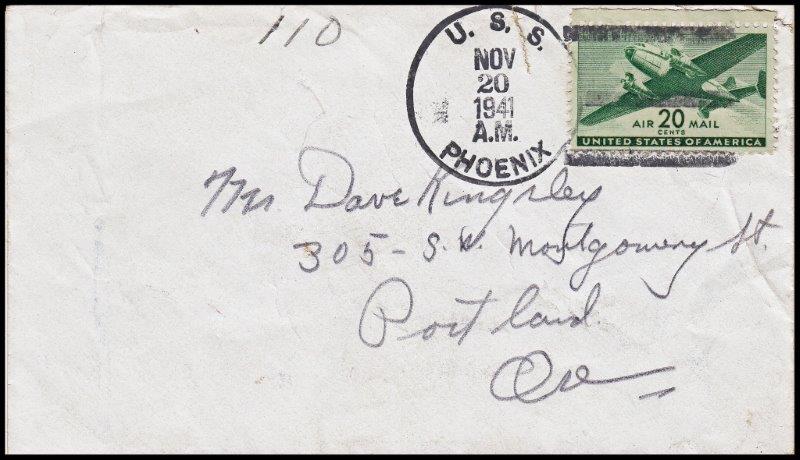 110
U. S. S.
NOV
20
1941
A.M.
PHOENIX
AIR 20 MAIL
CENTS
UNITED STATES OF AMERICA
Mr. Dave Kingsley
305 - S.W. Montgomery St.
Portland.
Ore